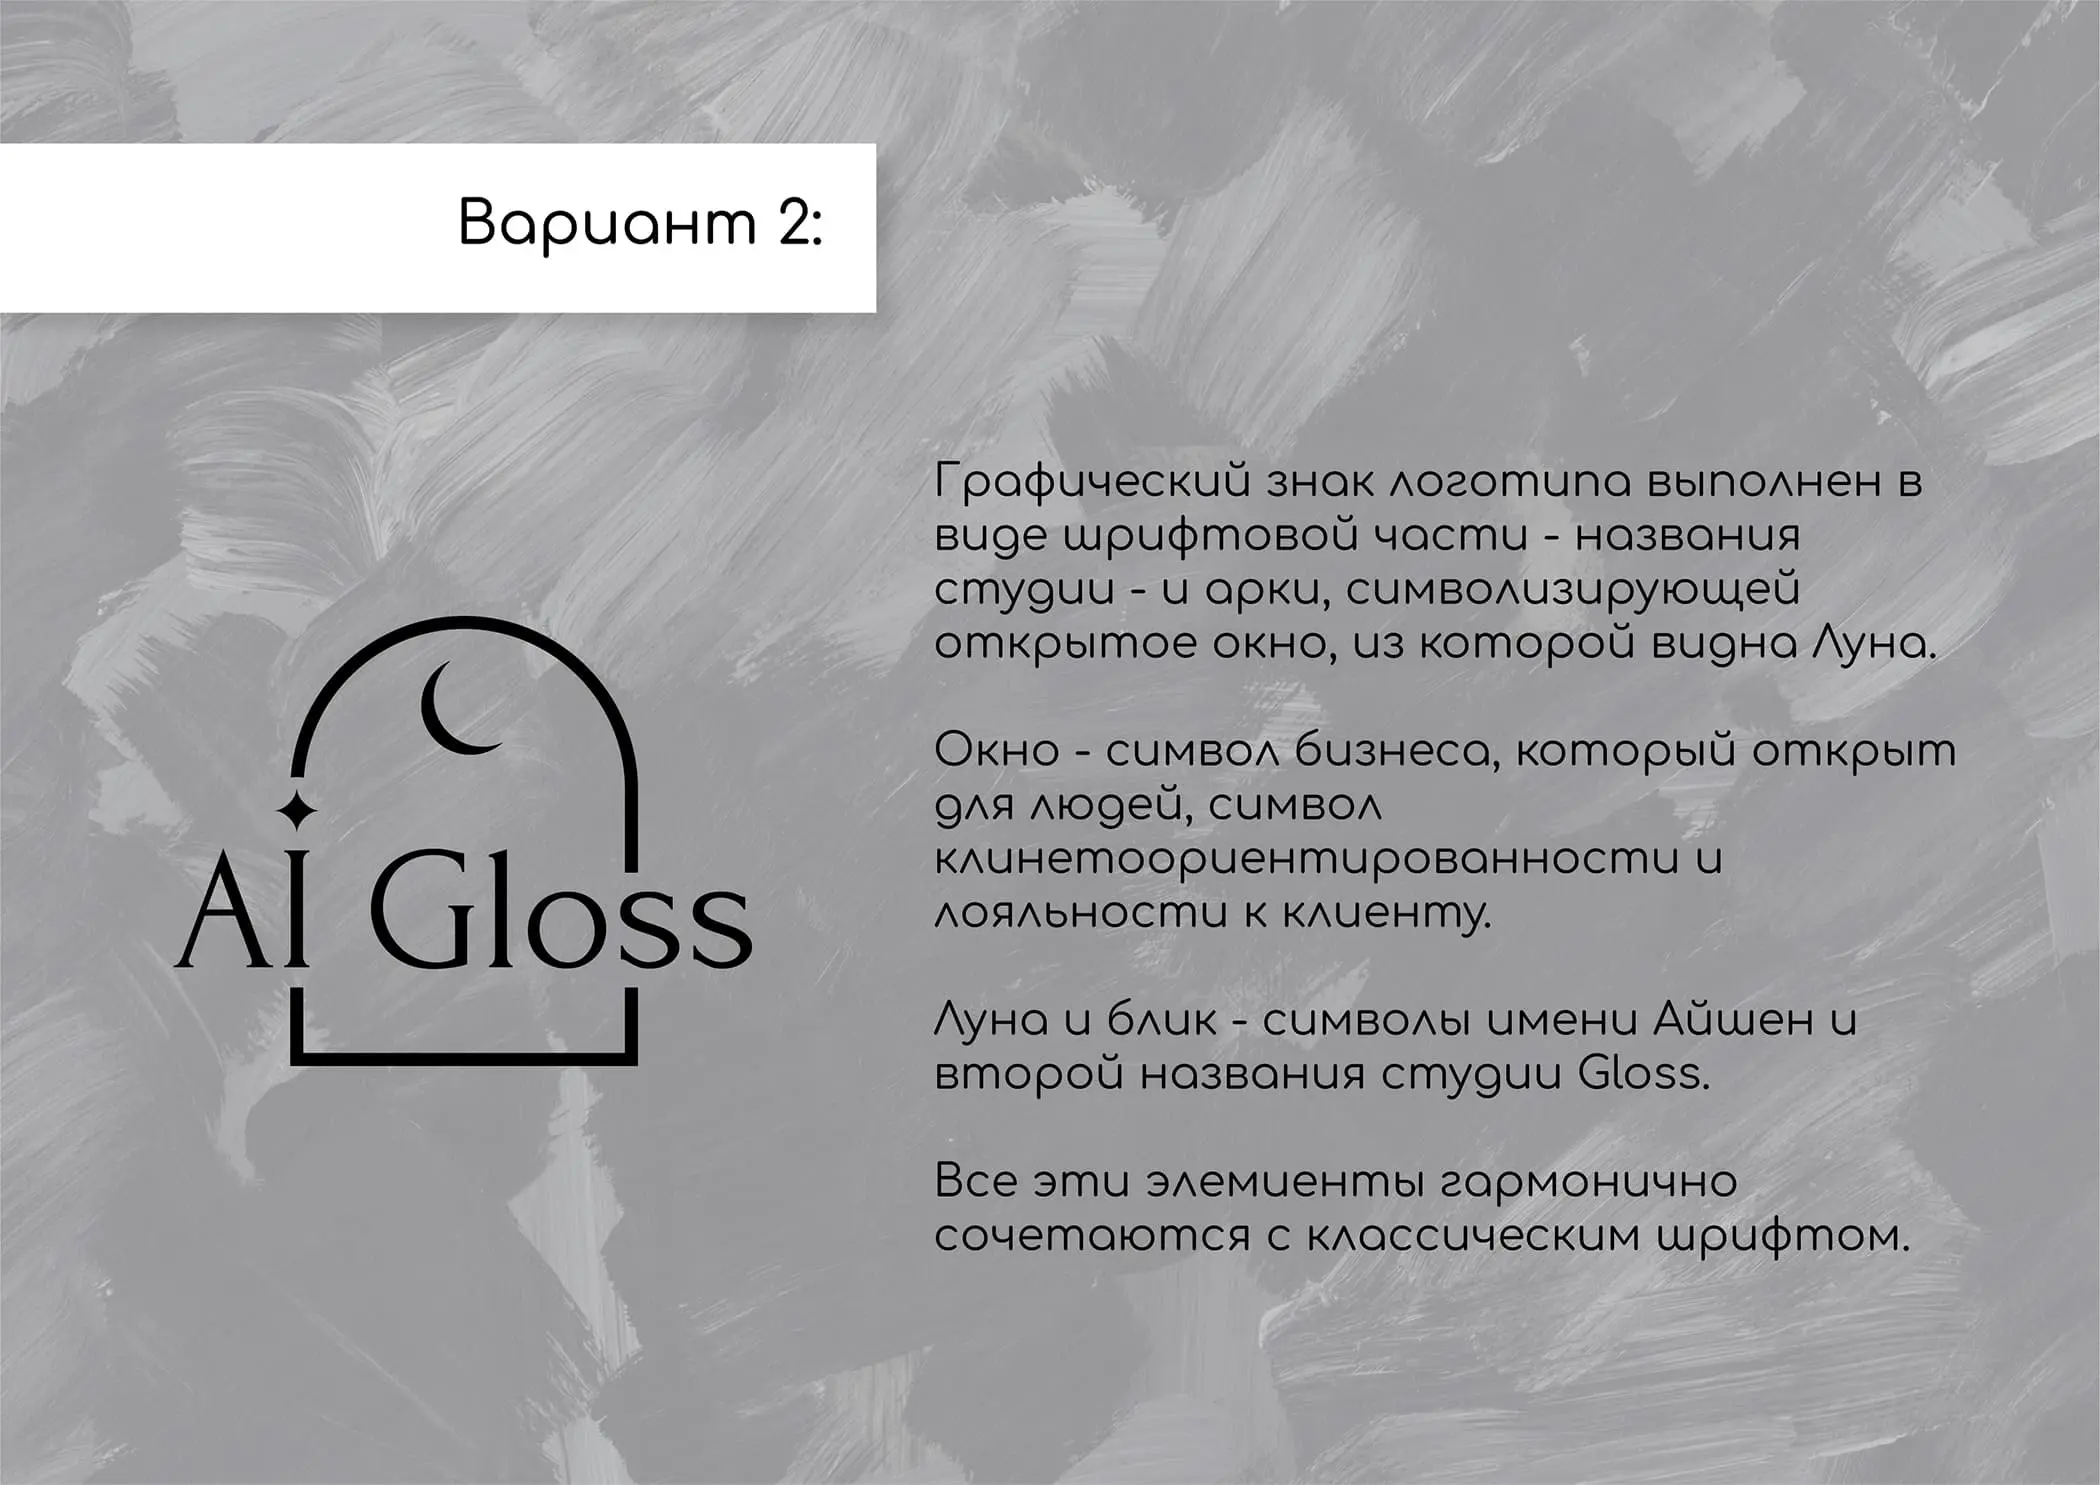 Вариант 2:
AI Gloss
Графический знак логотипа выполнен в
виде шрифтовой части - названия
студии - и арки, символизирующей
открытое окно, из которой видна Луна.
Окно - символ бизнеса, который открыт
для людей, символ
клинетоориентированности и
лояльности к клиенту.
Луна и блик - символы имени Айшен и
второй названия студии Gloss.
Все эти элемиенты гармонично
сочетаются с классическим шрифтом.